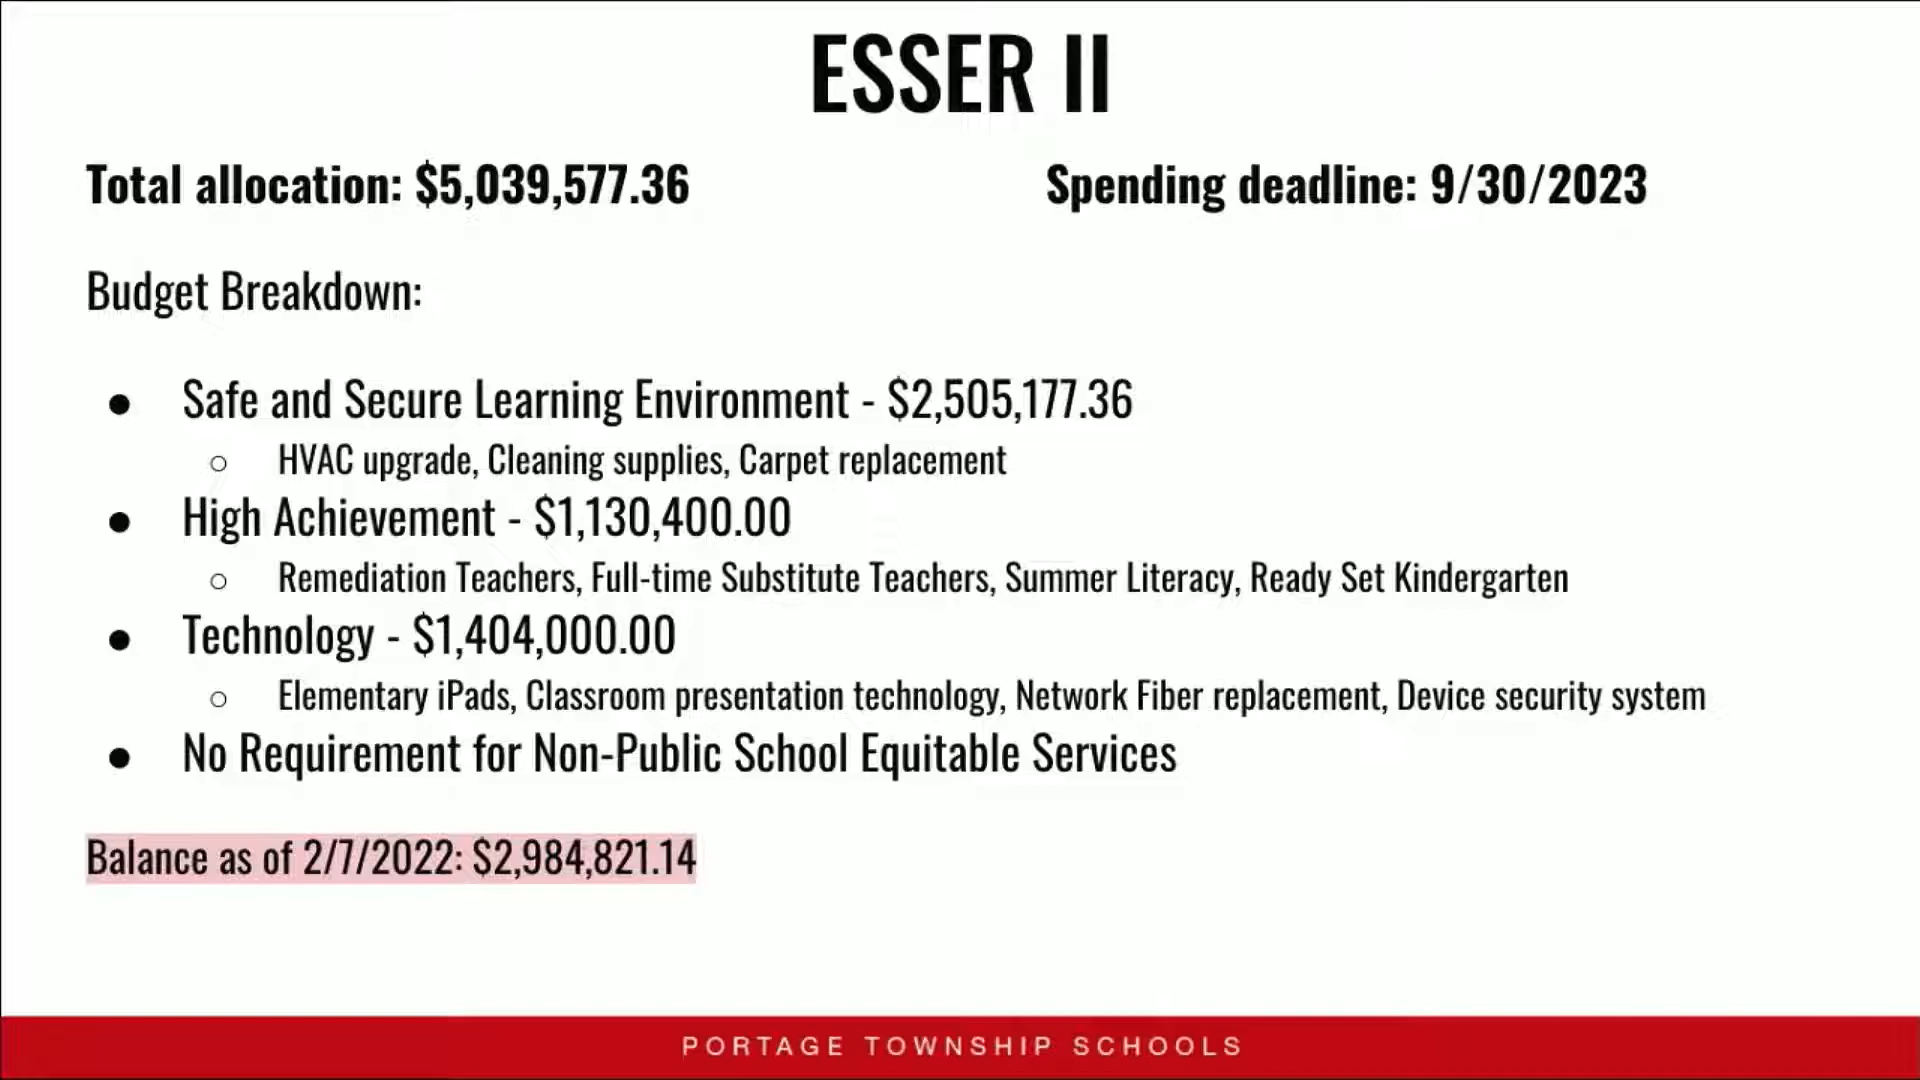 ESSER II
Total allocation: $5,039,577.36
Spending deadline: 9/30/2023
Budget Breakdown:
● Safe and Secure Learning Environment - $2,505,177.36
○ HVAC upgrade, Cleaning supplies, Carpet replacement
● High Achievement - $1,130,400.00
○ Remediation Teachers, Full-time Substitute Teachers, Summer Literacy, Ready Set Kindergarten
● Technology - $1,404,000.00
○ Elementary iPads, Classroom presentation technology, Network Fiber replacement, Device security system
● No Requirement for Non-Public School Equitable Services
Balance as of 2/7/2022: $2,984,821.14
PORTAGE TOWNSHIP SCHOOLS